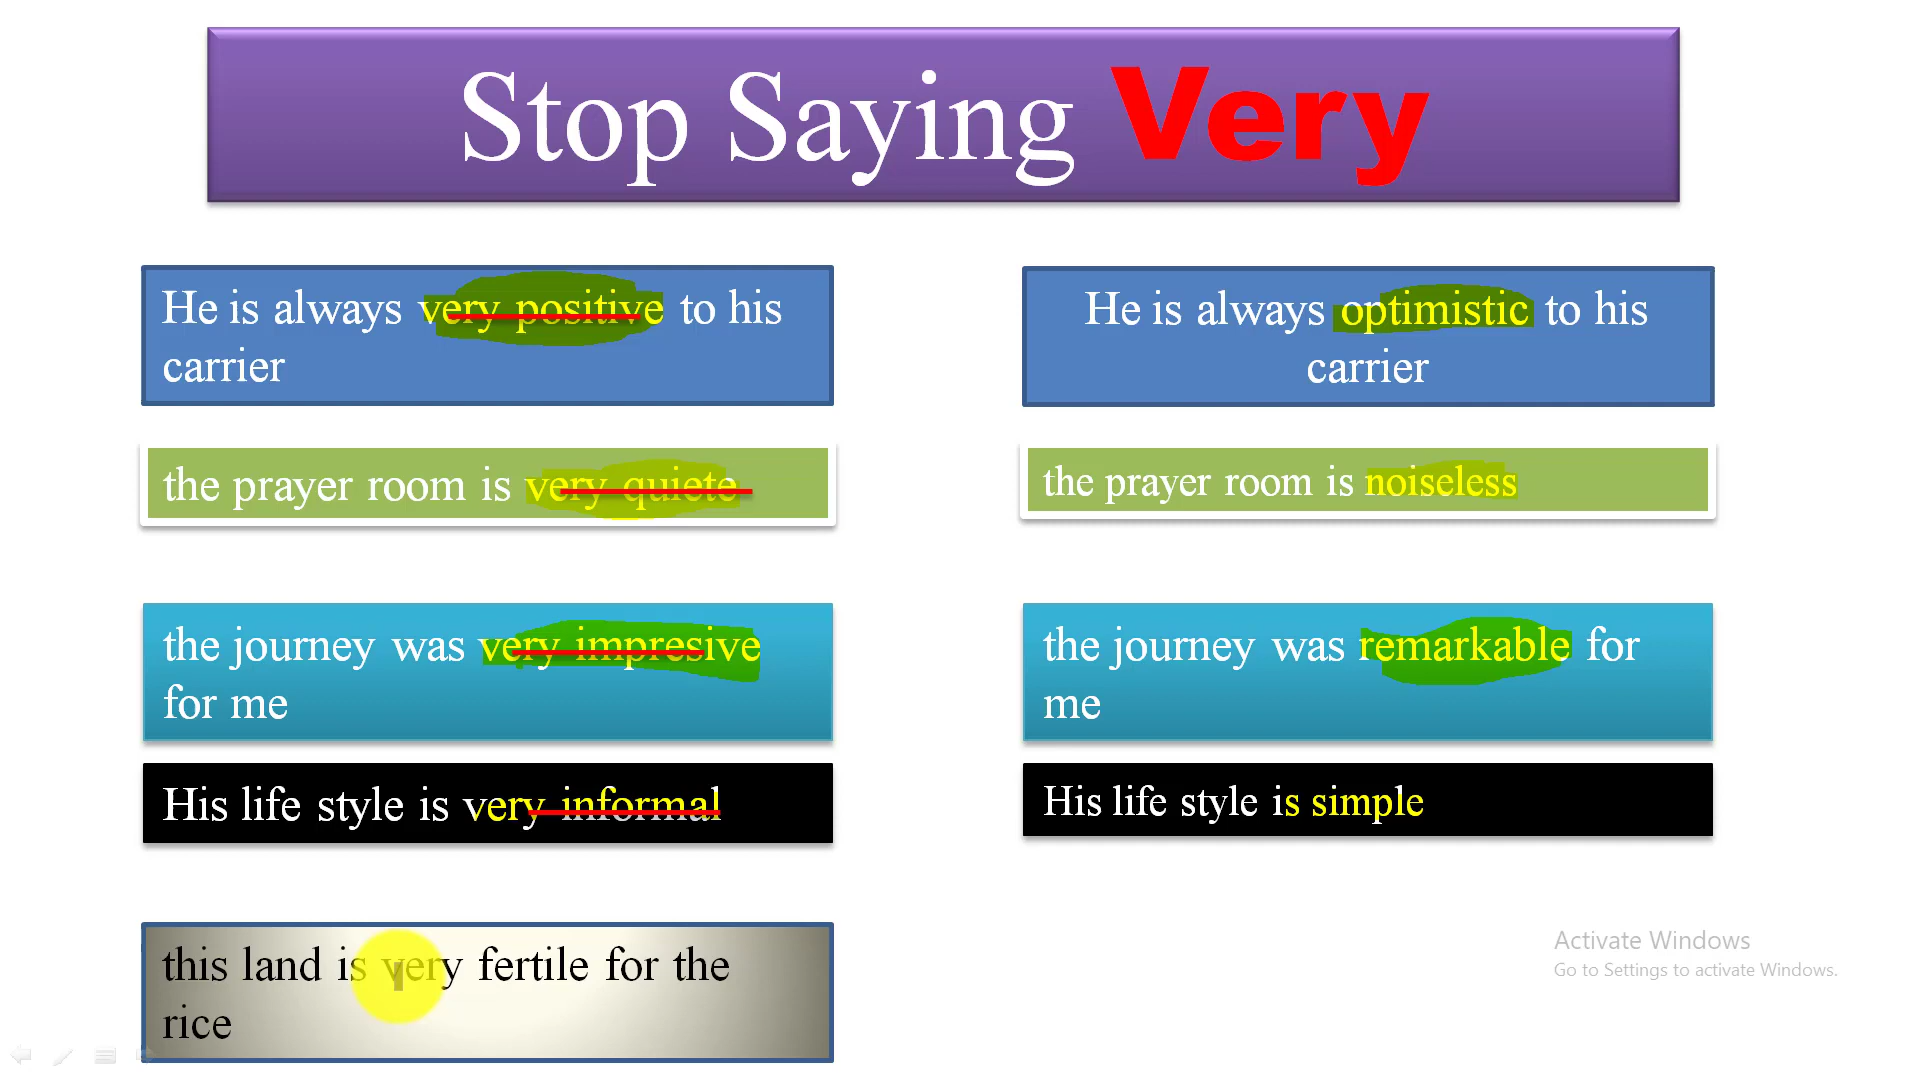 Stop Saying Very
He is always very positive to his
carrier
He is always optimistic to his
carrier
the prayer room is very quiete
the prayer room is noiseless
the journey was very impresive
for me
the journey was remarkable for
me
His life style is very informal
His life style is simple
this land is very fertile for the
rice
Activate Windows
Go to Settings to activate Windows.